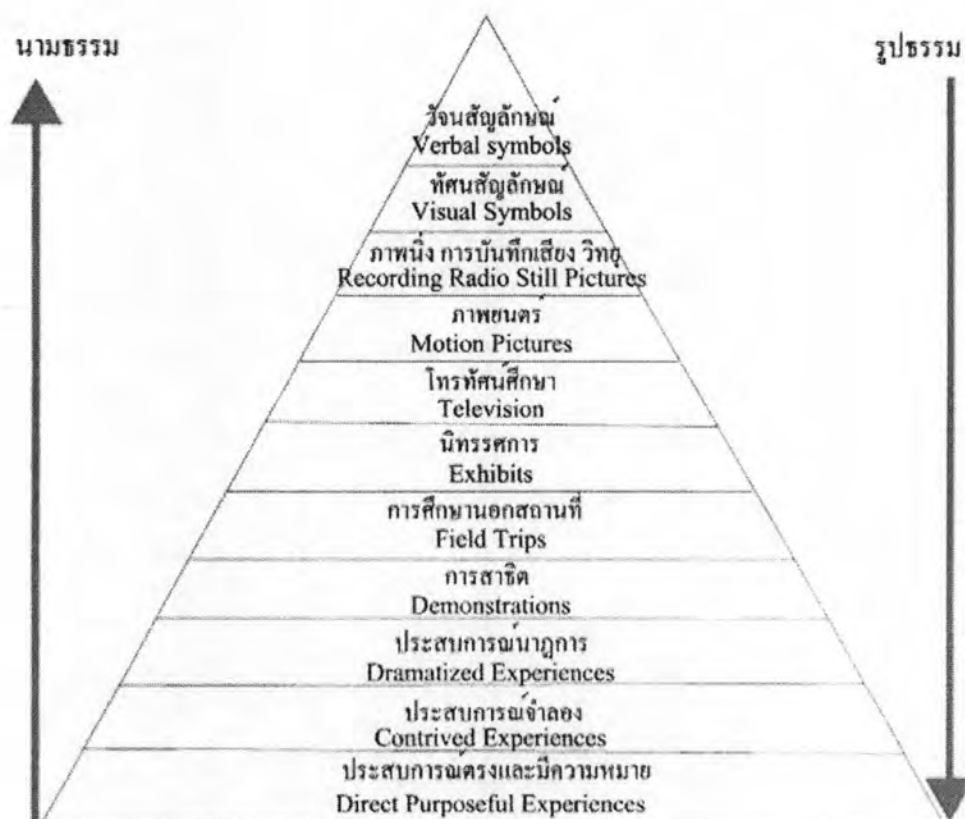 นามธรรม
รูปธรรม
วัจนสัญลักษณ์
Verbal symbols
ทัศนสัญลักษณ์
Visual Symbols
ภาพนิ่ง การบันทึกเสียง วิทยุ
Recording Radio Still Pictures
ภาพยนตร์
Motion Pictures
โทรทัศน์ศึกษา
Television
นิทรรศการ
Exhibits
การศึกษานอกสถานที่
Field Trips
การสาธิต
Demonstrations
ประสบการณ์นาฏการ
Dramatized Experiences
ประสบการณ์จำลอง
Contrived Experiences
ประสบการณ์ตรงและมีความหมาย
Direct Purposeful Experiences